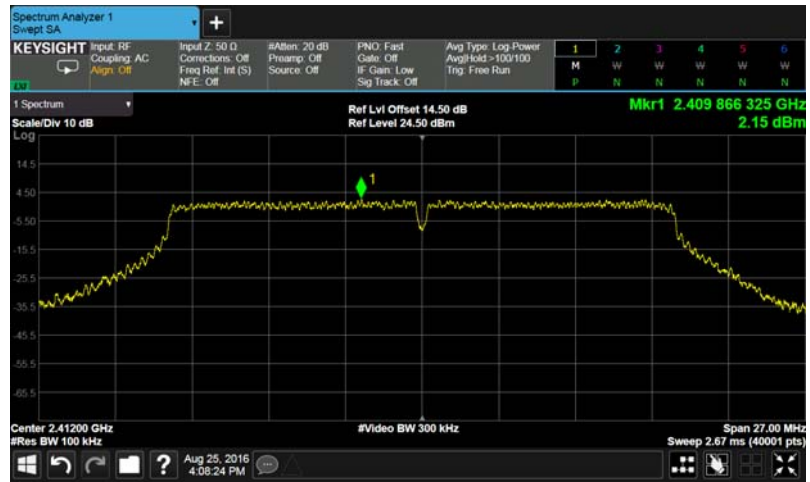 Spectrum Analyzer 1
Swept SA
+
KEYSIGHT
LXI
Input: RF
Coupling: AC
Align: Off
Input Z: 50 Ω
Corrections: Off
Freq Ref: Int (S)
NFE: Off
#Atten: 20 dB
Preamp: Off
Source: Off
PNO: Fast
Gate: Off
IF Gain: Low
Sig Track: Off
Avg Type: Log-Power
Avg|Hold:>100/100
Trig: Free Run
1 2 3 4 5 6
M W W W W W
P N N N N N
1 Spectrum
Scale/Div 10 dB
Ref Lvl Offset 14.50 dB
Ref Level 24.50 dBm
Mkr1 2.409 866 325 GHz
2.15 dBm
Log
14.5
4.50
-5.50
-15.5
-25.5
-35.5
-45.5
-55.5
-65.5
1
Center 2.41200 GHz
#Res BW 100 kHz
#Video BW 300 kHz
Span 27.00 MHz
Sweep 2.67 ms (40001 pts)
?
Aug 25, 2016
4:08:24 PM